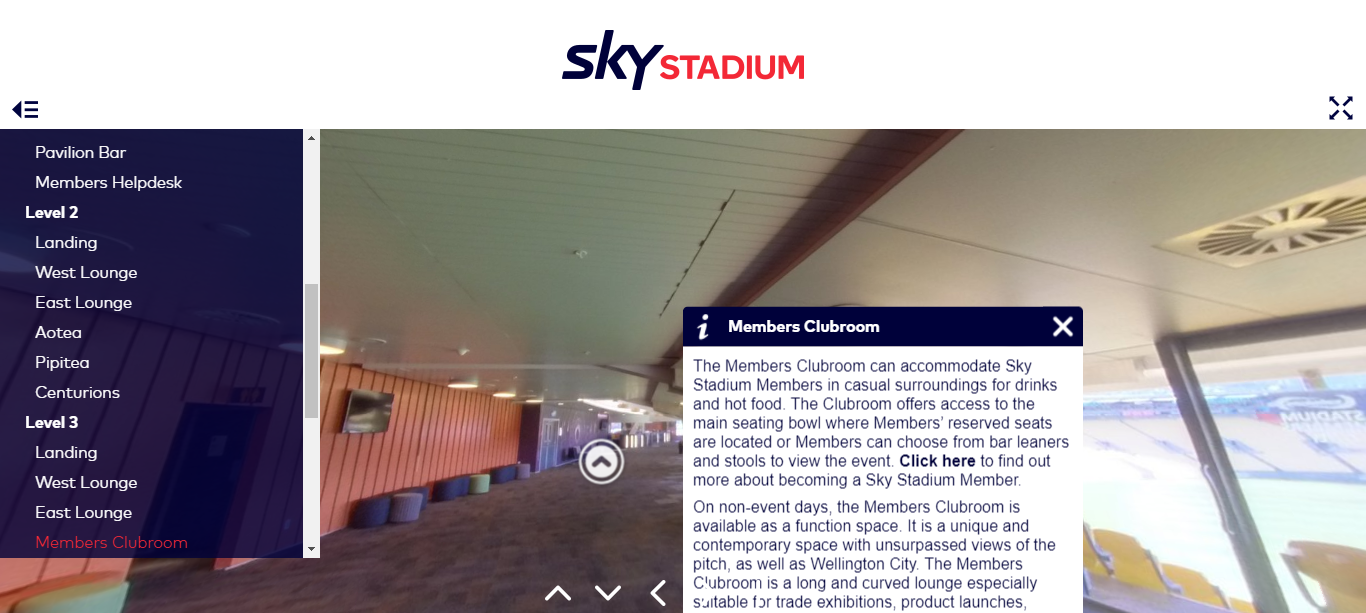 sky STADIUM
Pavilion Bar
Members Helpdesk
Level 2
Landing
West Lounge
East Lounge
Aotea
Pipitea
Centurions
Level 3
Landing
West Lounge
East Lounge
Members Clubroom
i Members Clubroom
The Members Clubroom can accommodate Sky
Stadium Members in casual surroundings for drinks
and hot food. The Clubroom offers access to the
main seating bowl where Members' reserved seats
are located or Members can choose from bar leaners
and stools to view the event. Click here to find out
more about becoming a Sky Stadium Member.
On non-event days, the Members Clubroom is
available as a function space. It is a unique and
contemporary space with unsurpassed views of the
pitch, as well as Wellington City. The Members
Clubroom is a long and curved lounge especially
suitable for trade exhibitions, product launches,